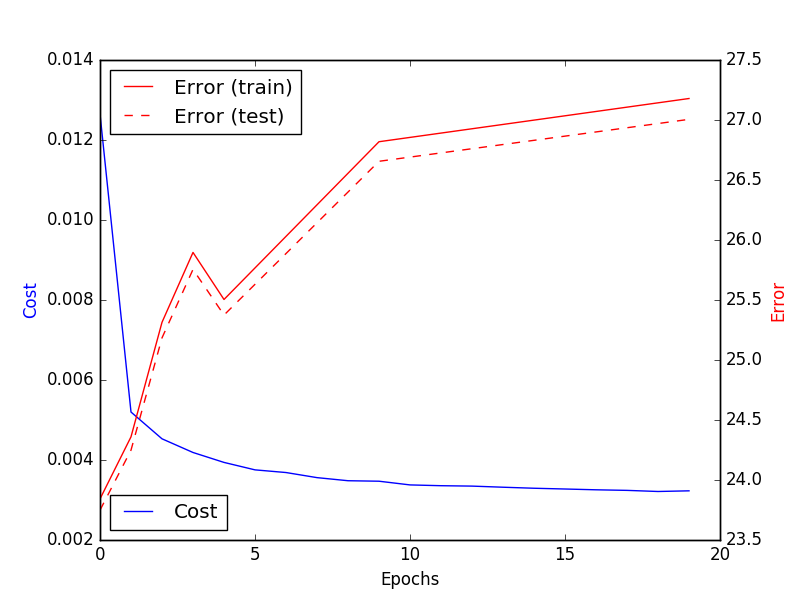 0.014
0.012
0.010
0.008
0.006
0.004
0.002
Cost
Error (train)
Error (test)
Cost
27.5
27.0
26.5
26.0
25.5
25.0
24.5
24.0
23.5
Error
0 5 10 15 20
Epochs